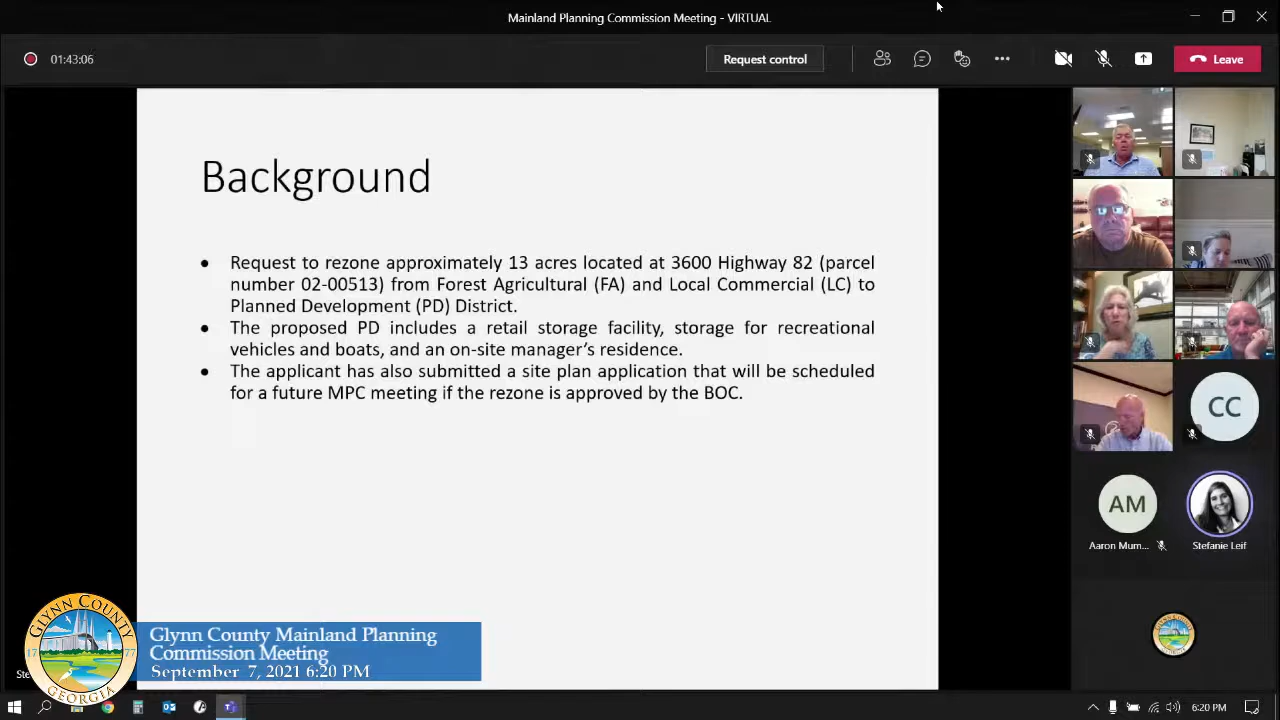 Mainland Planning Commission Meeting - VIRTUAL
01:43:06
Request control
Leave
Background
● Request to rezone approximately 13 acres located at 3600 Highway 82 (parcel
number 02-00513) from Forest Agricultural (FA) and Local Commercial (LC) to
Planned Development (PD) District.
● The proposed PD includes a retail storage facility, storage for recreational
vehicles and boats, and an on-site manager's residence.
● The applicant has also submitted a site plan application that will be scheduled
for a future MPC meeting if the rezone is approved by the BOC.
CC
AM
Aaron Mum...
Stefanie Leif
GLYNN COUNTY
1777
GEORGIA
Glynn County Mainland Planning
Commission Meeting
September 7, 2021 6:20 PM
6:20 PM